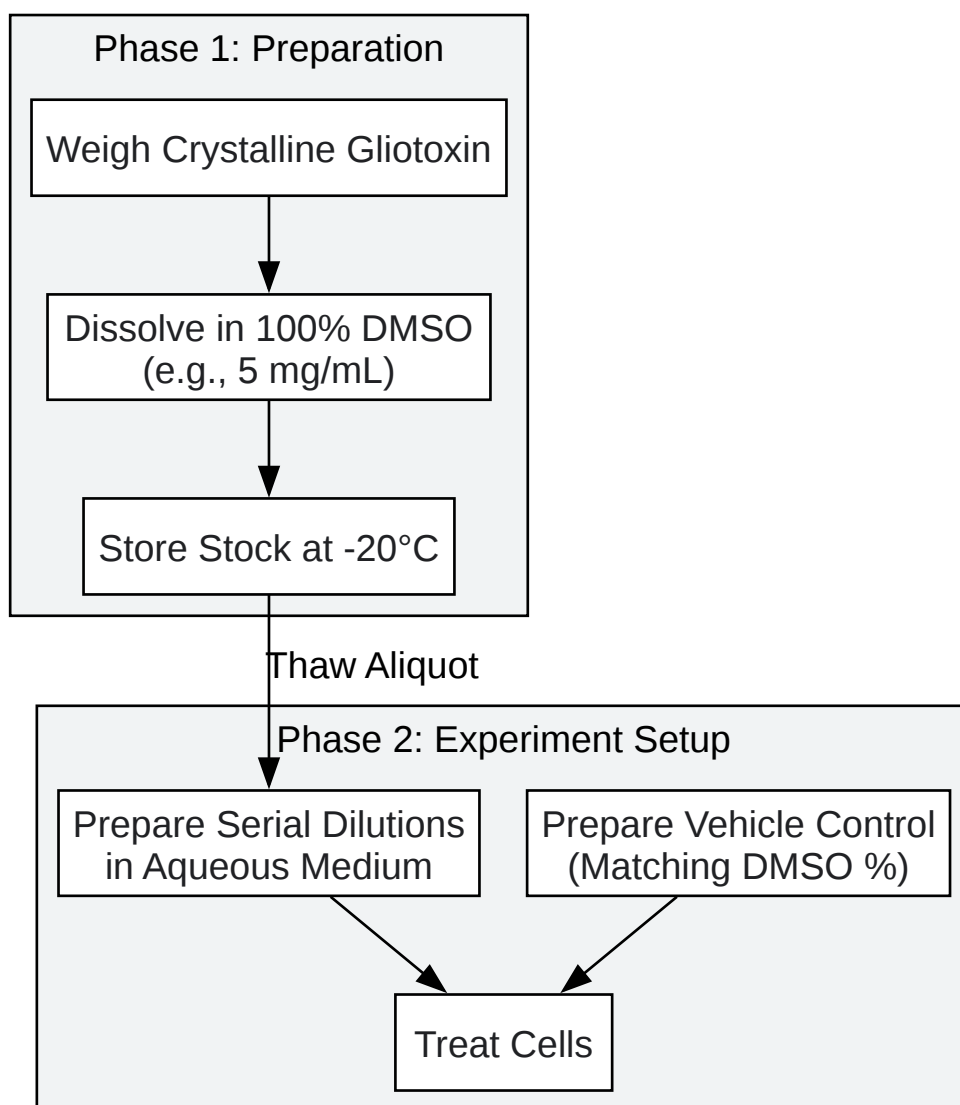 Phase 1: Preparation
Weigh Crystalline Gliotoxin
Dissolve in 100% DMSO
(e.g., 5 mg/mL)
Store Stock at -20°C
Thaw Aliquot
Phase 2: Experiment Setup
Prepare Serial Dilutions
in Aqueous Medium
Prepare Vehicle Control
(Matching DMSO %)
Treat Cells